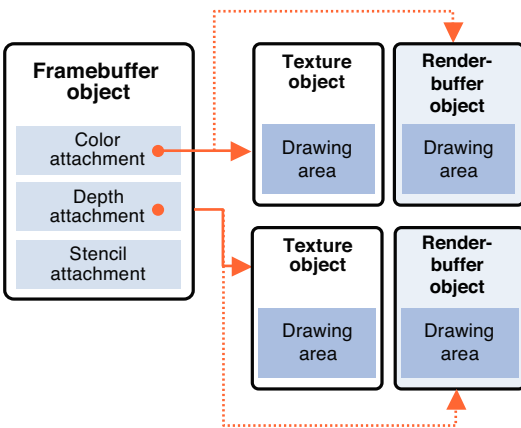 Framebuffer
object
Color
attachment
Depth
attachment
Stencil
attachment
Texture
object
Drawing
area
Render-
buffer
object
Drawing
area
Texture
object
Drawing
area
Render-
buffer
object
Drawing
area